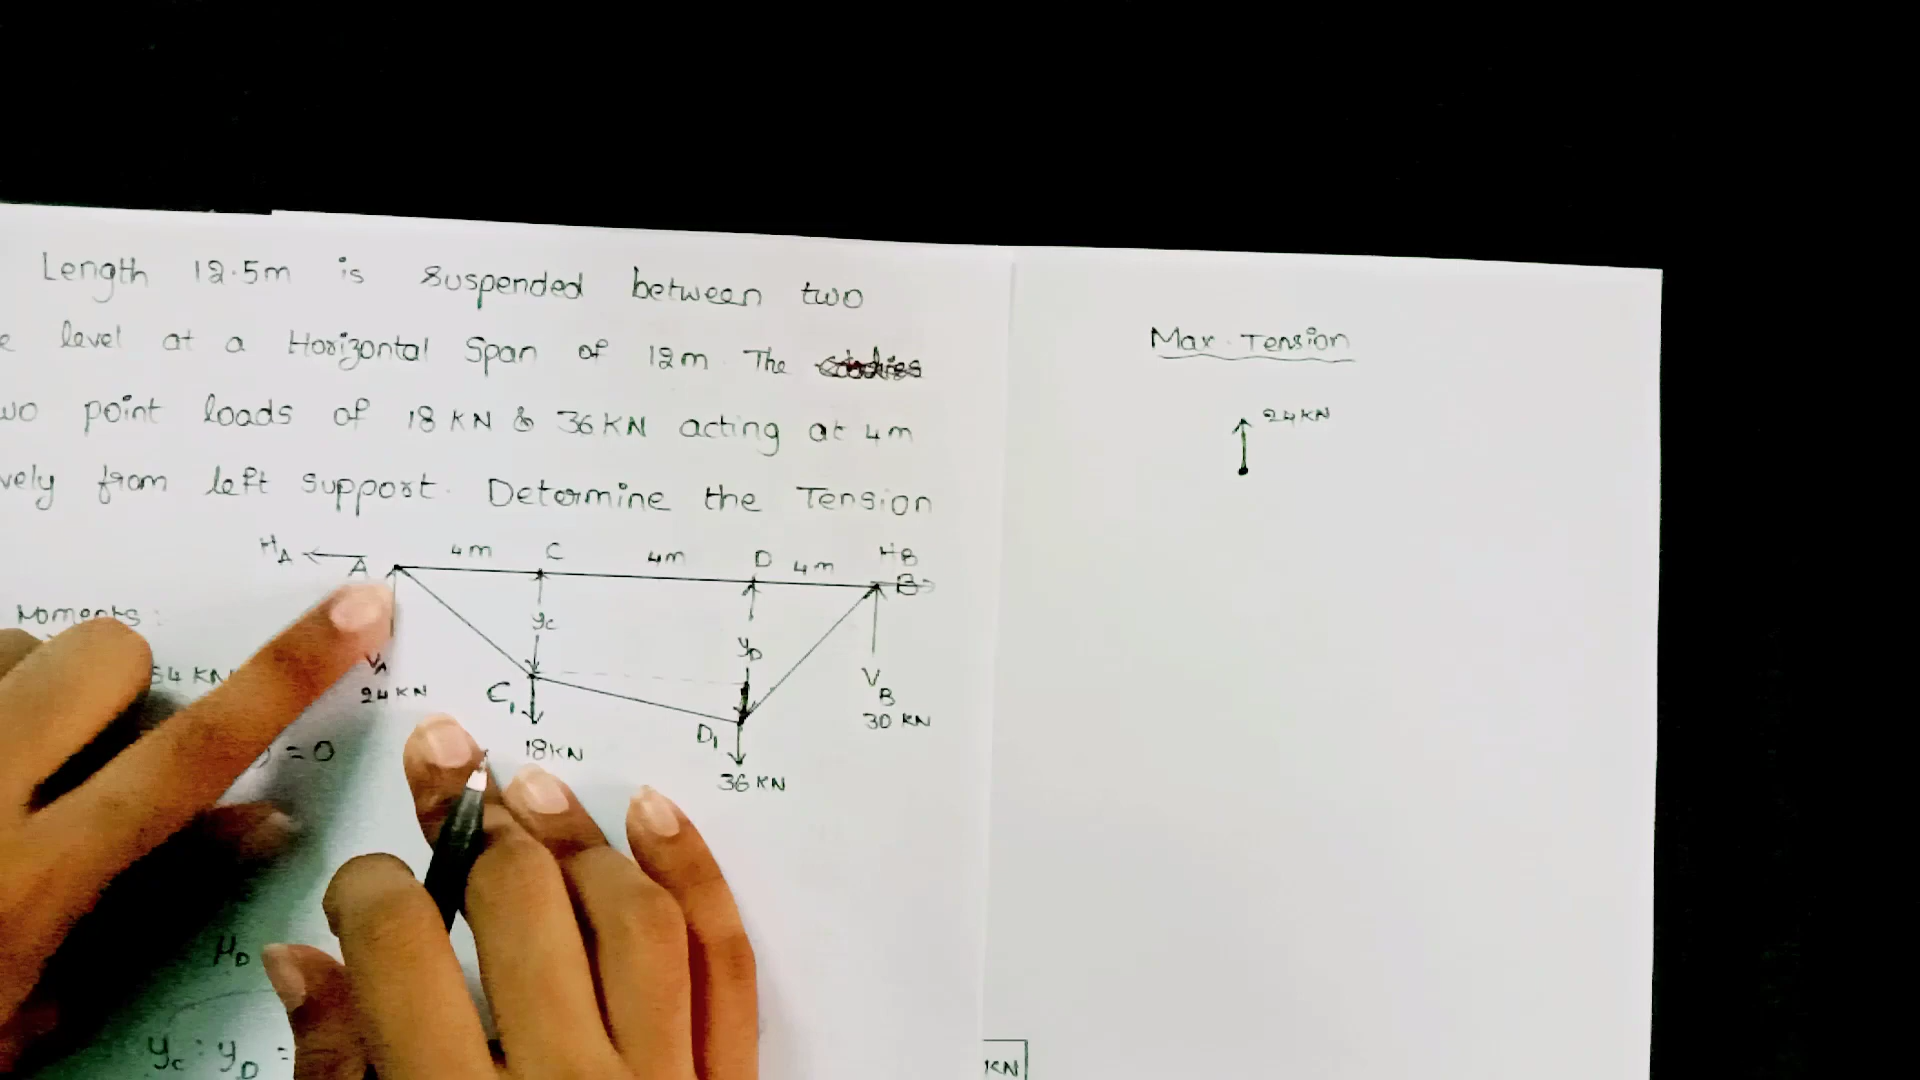 Length 12.5m is suspended between two
e level at a Horizontal Span of 12m. The
wo point loads of 18 KN & 36 KN acting at 4m
vely from left support. Determine the Tension
HA A 4m C 4m D 4m HB B
Moments :
yc
yD
54 KN
VA
24 KN
C1
18KN
D1
36 KN
VB
30 KN
) = 0
μD
yc : yD =
KN
Max. Tension
24KN